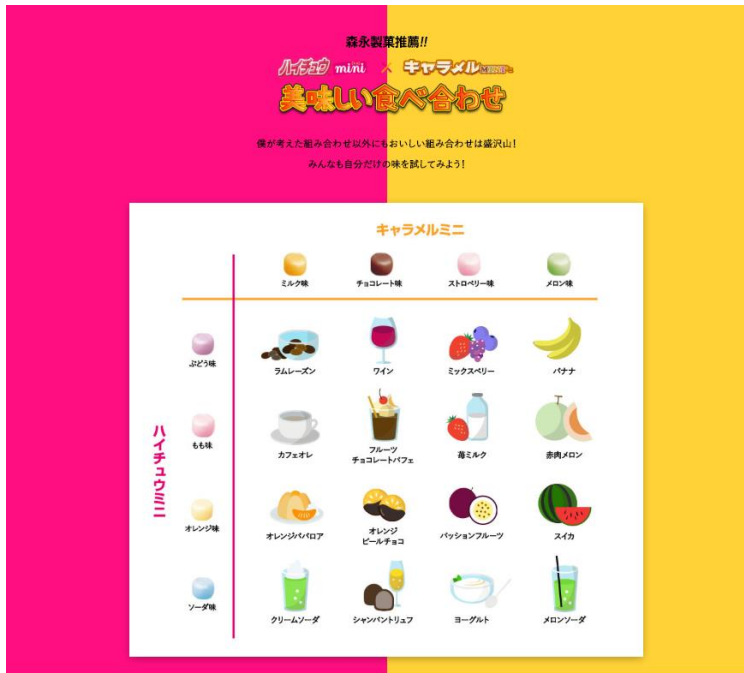 森永製菓推薦!!
ハイチュウ mini × キャラメル
美味しい食べ合わせ
僕が考えた組み合わせ以外にもおいしい組み合わせは盛沢山！
みんなも自分だけの味を試してみよう！
キャラメルミニ
ミルク味 チョコレート味 ストロベリー味 メロン味
ハイチュウミニ
ぶどう味
ラムレーズン ワイン ミックスベリー バナナ
もも味
カフェオレ フルーツ 苺ミルク 赤肉メロン
チョコレートパフェ
オレンジ味
オレンジババロア オレンジ パッションフルーツ スイカ
ピールチョコ
ソーダ味
クリームソーダ シャンパントリュフ ヨーグルト メロンソーダ